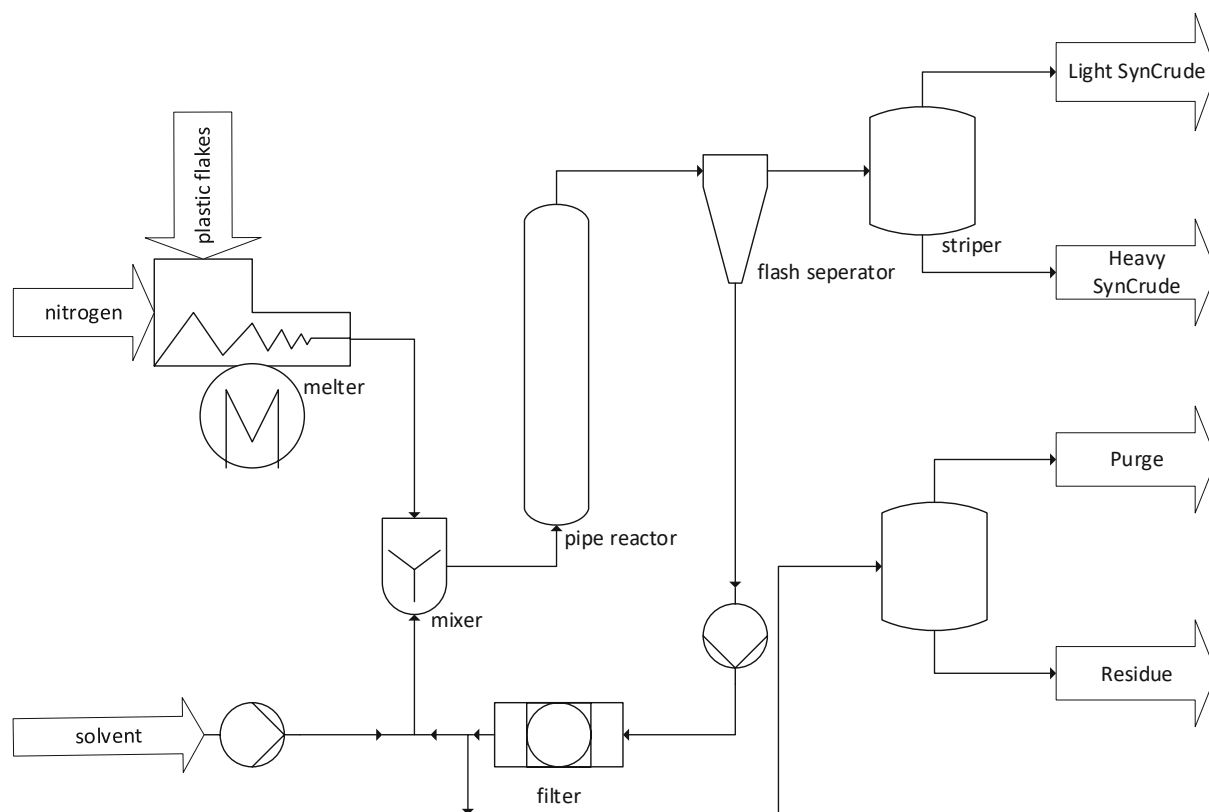 Light SynCrude
plastic flakes
striper
Heavy
SynCrude
flash seperator
nitrogen
melter
Purge
pipe reactor
mixer
Residue
solvent
filter